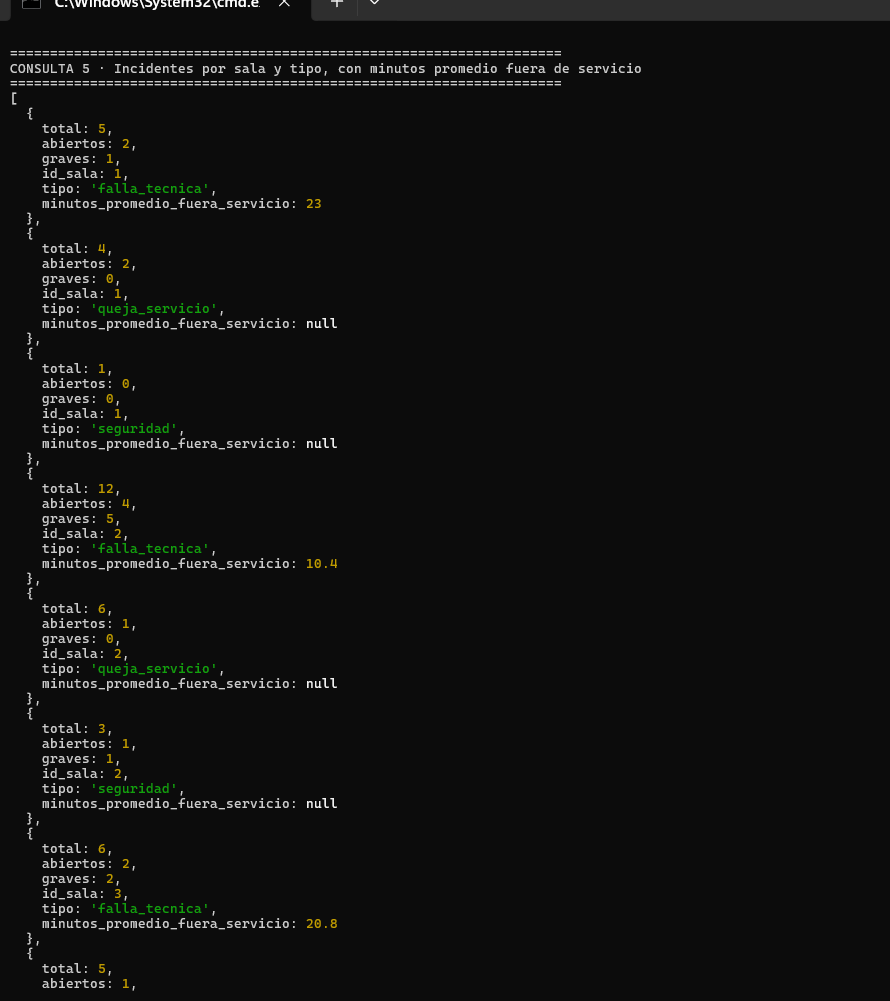 C:\Windows\System32\cmd.e
=====================================================================
CONSULTA 5 · Incidentes por sala y tipo, con minutos promedio fuera de servicio
=====================================================================
[
  {
    total: 5,
    abiertos: 2,
    graves: 1,
    id_sala: 1,
    tipo: 'falla_tecnica',
    minutos_promedio_fuera_servicio: 23
  },
  {
    total: 4,
    abiertos: 2,
    graves: 0,
    id_sala: 1,
    tipo: 'queja_servicio',
    minutos_promedio_fuera_servicio: null
  },
  {
    total: 1,
    abiertos: 0,
    graves: 0,
    id_sala: 1,
    tipo: 'seguridad',
    minutos_promedio_fuera_servicio: null
  },
  {
    total: 12,
    abiertos: 4,
    graves: 5,
    id_sala: 2,
    tipo: 'falla_tecnica',
    minutos_promedio_fuera_servicio: 10.4
  },
  {
    total: 6,
    abiertos: 1,
    graves: 0,
    id_sala: 2,
    tipo: 'queja_servicio',
    minutos_promedio_fuera_servicio: null
  },
  {
    total: 3,
    abiertos: 1,
    graves: 1,
    id_sala: 2,
    tipo: 'seguridad',
    minutos_promedio_fuera_servicio: null
  },
  {
    total: 6,
    abiertos: 2,
    graves: 2,
    id_sala: 3,
    tipo: 'falla_tecnica',
    minutos_promedio_fuera_servicio: 20.8
  },
  {
    total: 5,
    abiertos: 1,